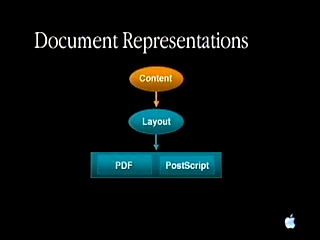 Document Representations
Content
Layout
PDF PostScript